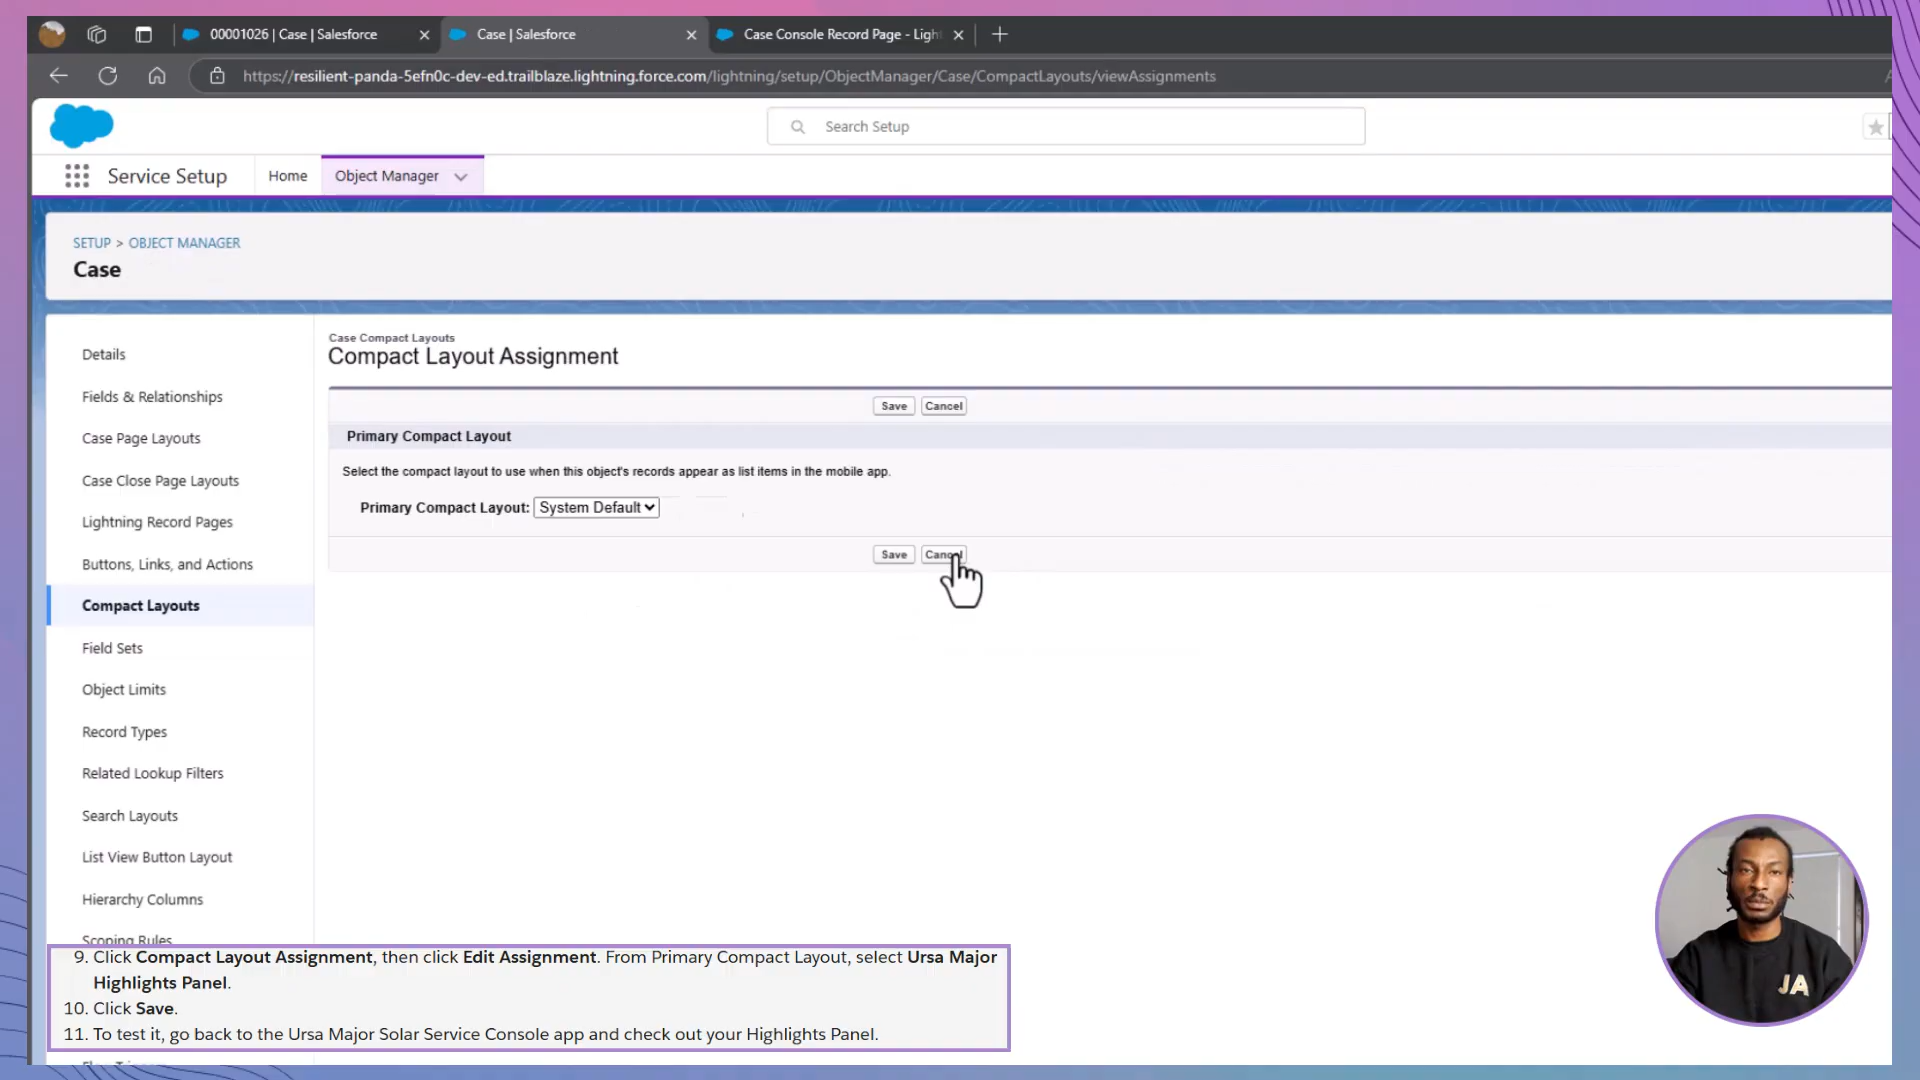 00001026 | Case | Salesforce
Case | Salesforce
Case Console Record Page - Light
https://resilient-panda-5efn0c-dev-ed.trailblaze.lightning.force.com/lightning/setup/ObjectManager/Case/CompactLayouts/viewAssignments
Search Setup
Service Setup
Home
Object Manager
SETUP > OBJECT MANAGER
Case
Details
Fields & Relationships
Case Page Layouts
Case Close Page Layouts
Lightning Record Pages
Buttons, Links, and Actions
Compact Layouts
Field Sets
Object Limits
Record Types
Related Lookup Filters
Search Layouts
List View Button Layout
Hierarchy Columns
Scoping Rules
Case Compact Layouts
Compact Layout Assignment
Save Cancel
Primary Compact Layout
Select the compact layout to use when this object's records appear as list items in the mobile app.
Primary Compact Layout: System Default
Save Cancel
9. Click Compact Layout Assignment, then click Edit Assignment. From Primary Compact Layout, select Ursa Major
Highlights Panel.
10. Click Save.
11. To test it, go back to the Ursa Major Solar Service Console app and check out your Highlights Panel.
JA